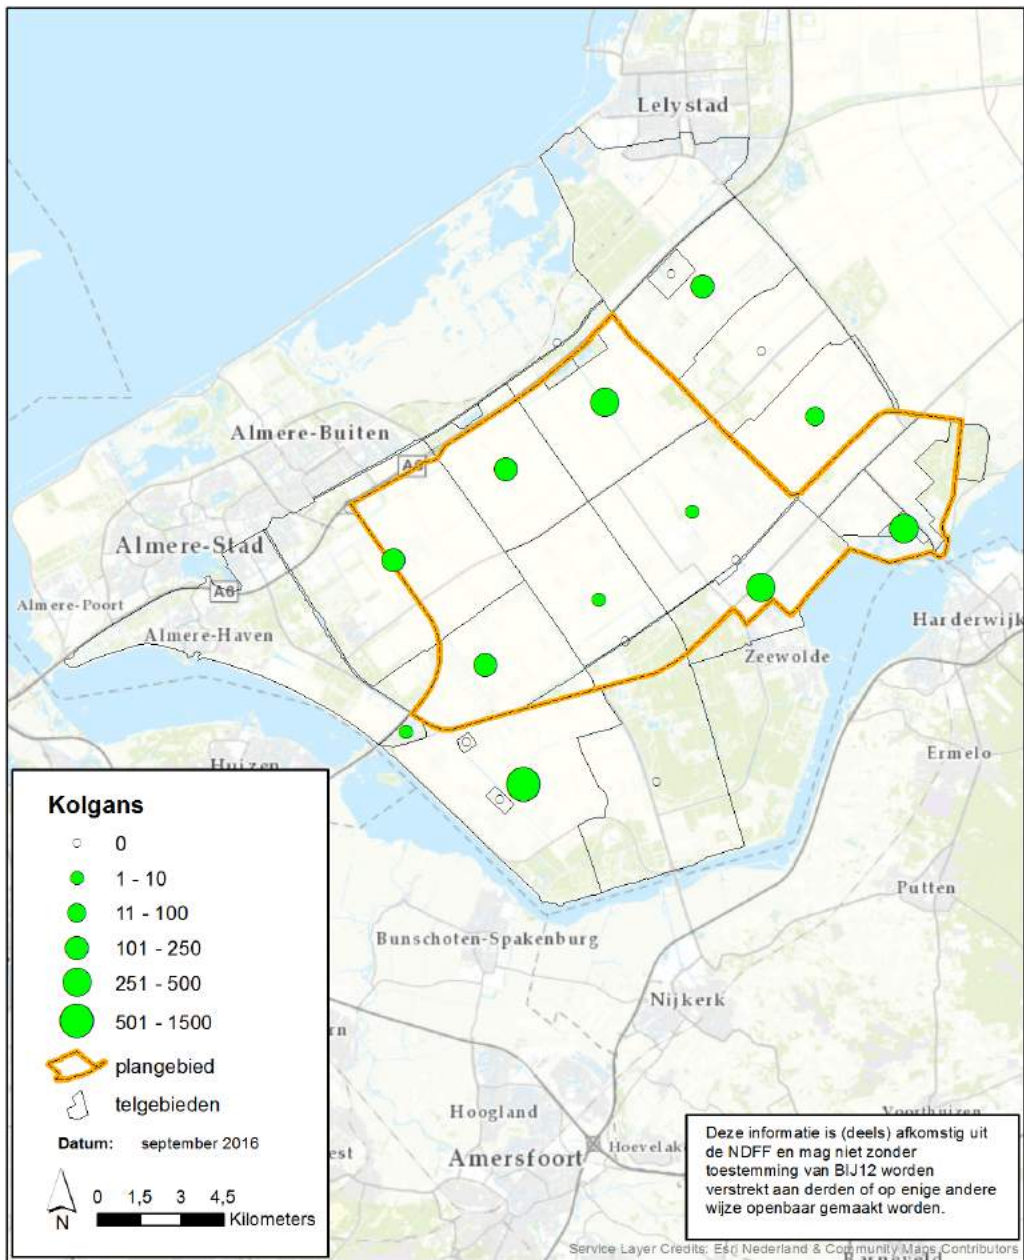 Lelystad
Almere-Buiten
A6
Almere-Stad
A6
Almere-Poort
Almere-Haven
Harderwijk
Zeewolde
Huizen
Ermelo
Putten
Bunschoten-Spakenburg
Nijkerk
Hoogland
Voorthuizen
Amersfoort
Hoevelak
Kolgans
0
1 - 10
11 - 100
101 - 250
251 - 500
501 - 1500
plangebied
telgebieden
Datum: september 2016
N
0 1,5 3 4,5
Kilometers
Deze informatie is (deels) afkomstig uit
de NDFF en mag niet zonder
toestemming van BIJ12 worden
verstrekt aan derden of op enige andere
wijze openbaar gemaakt worden.
Service Layer Credits: Esri Nederland & Community Maps Contributors